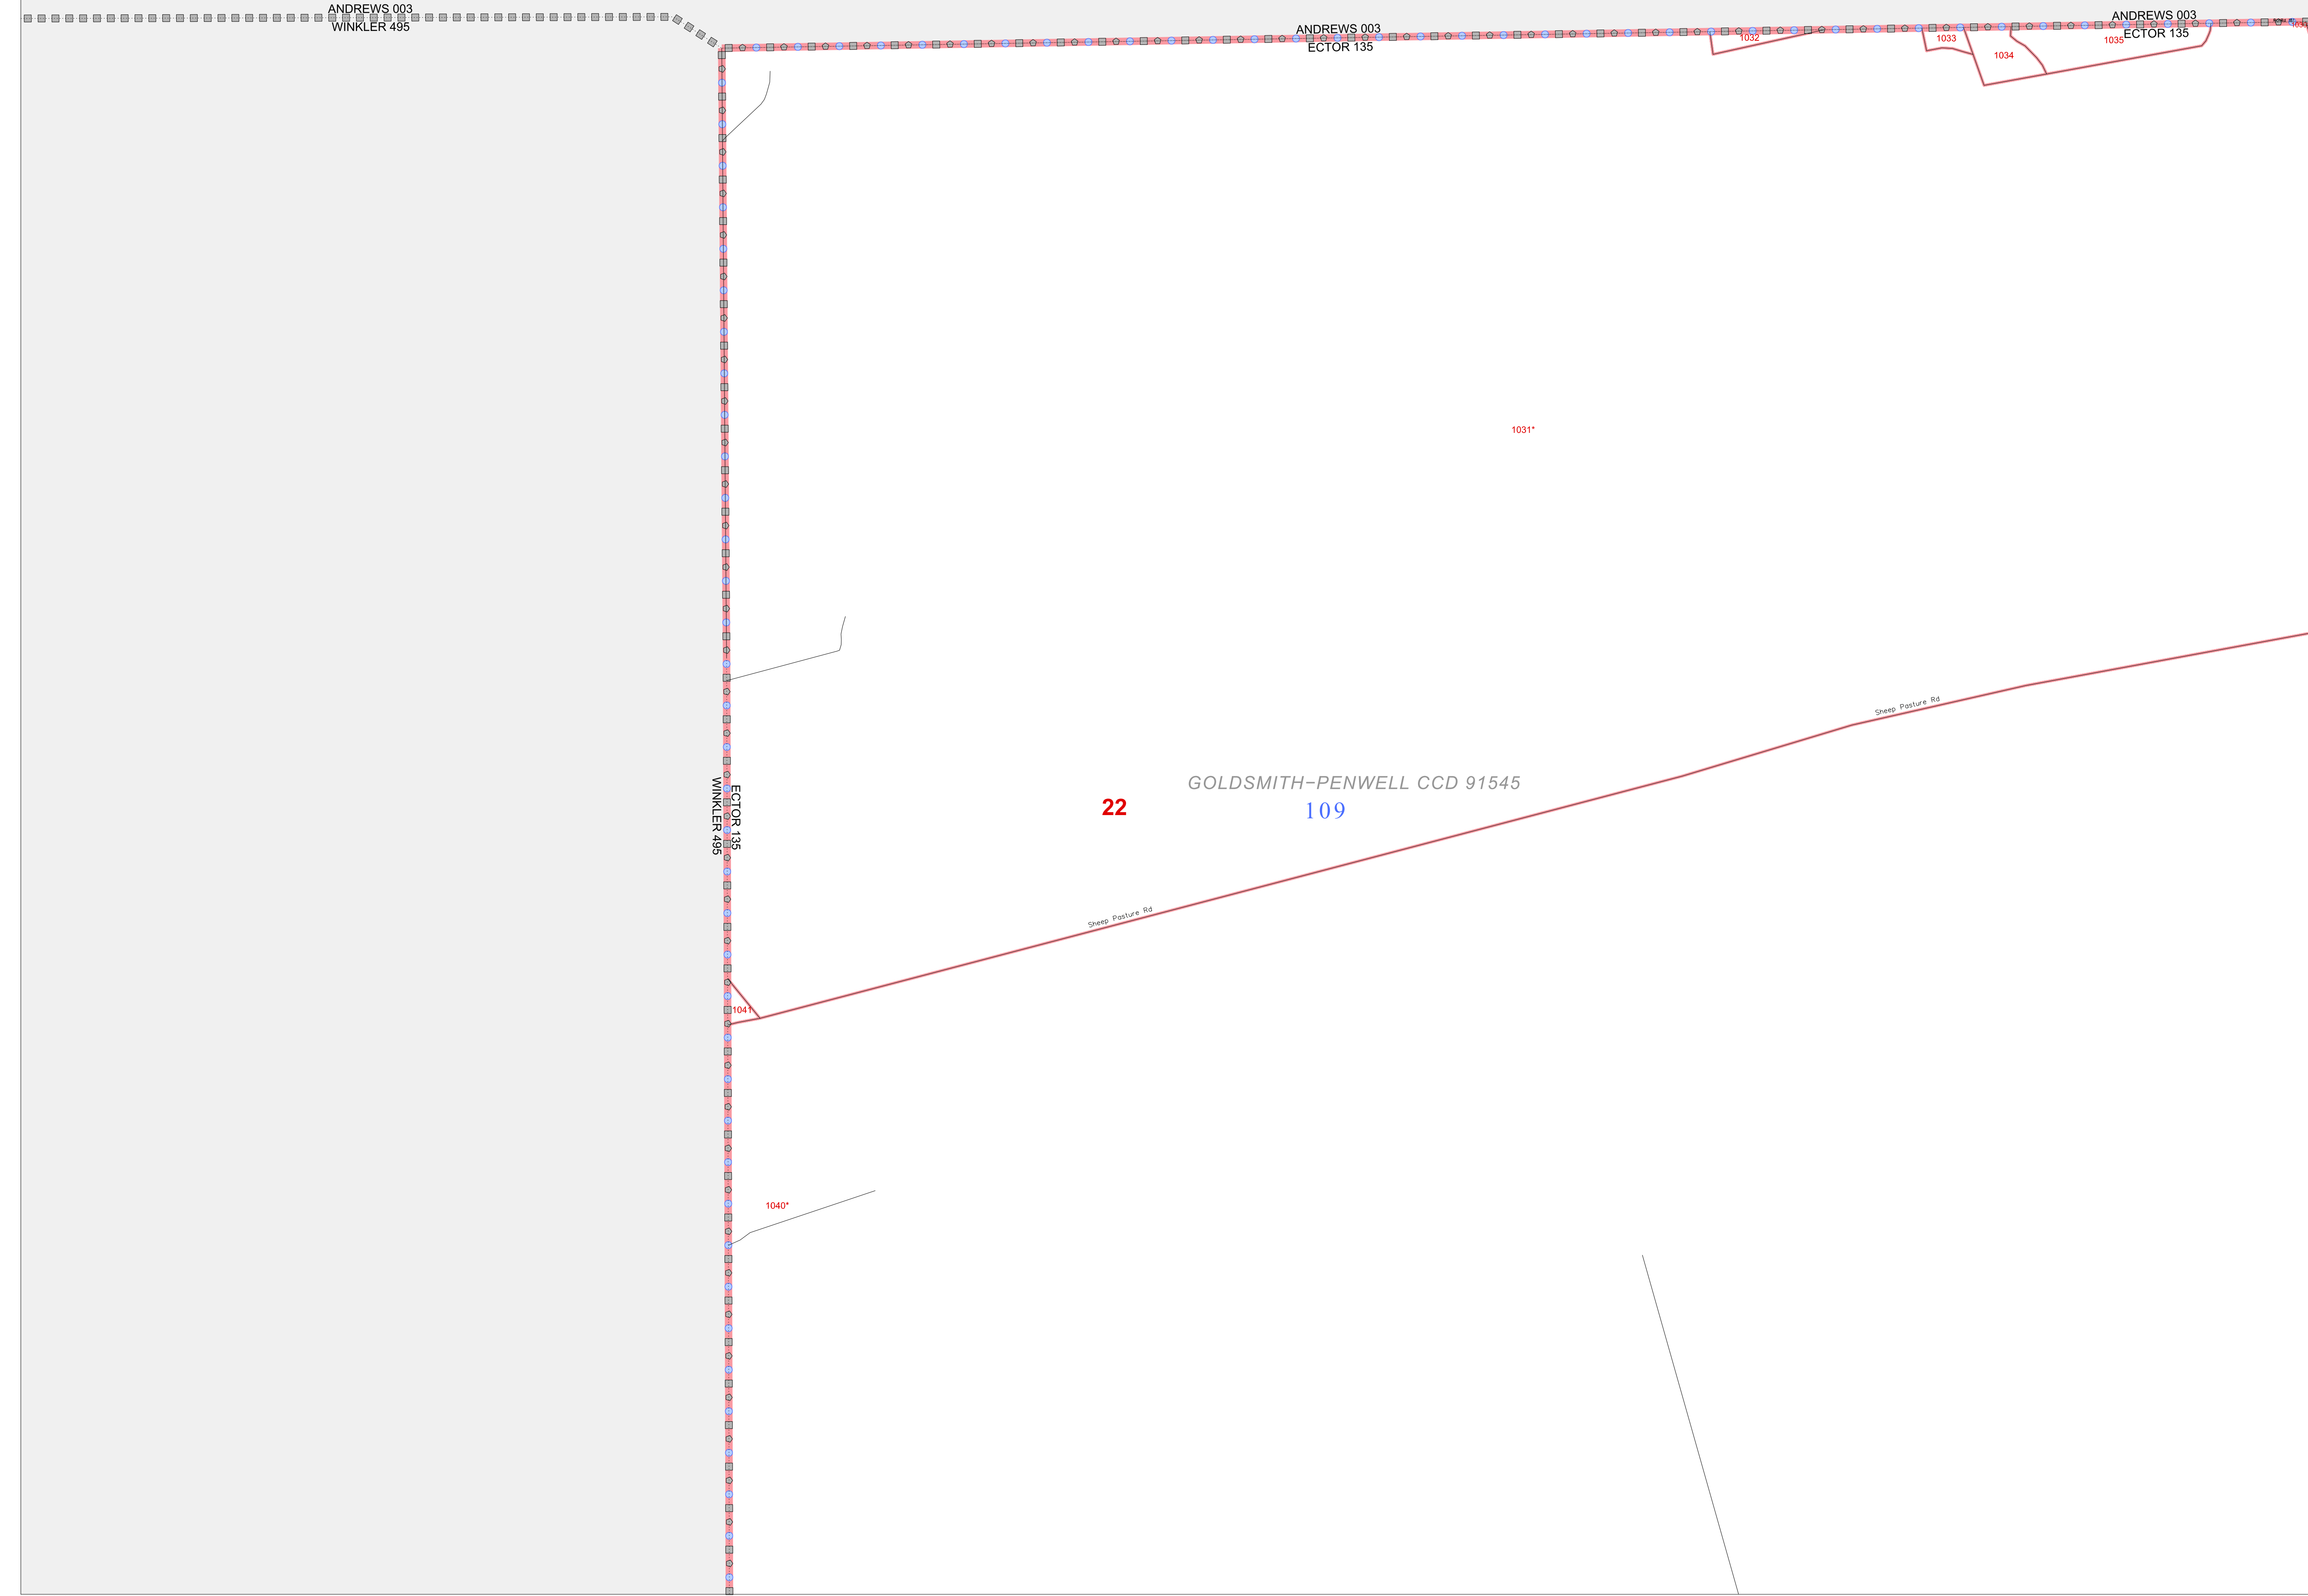 ANDREWS 003
WINKLER 495
ANDREWS 003
ECTOR 135
ANDREWS 003
ECTOR 135
1032
1033
1034
1035
1031*
Sheep Pasture Rd
GOLDSMITH-PENWELL CCD 91545
22
109
WINKLER 495
ECTOR 135
Sheep Pasture Rd
1041
1040*